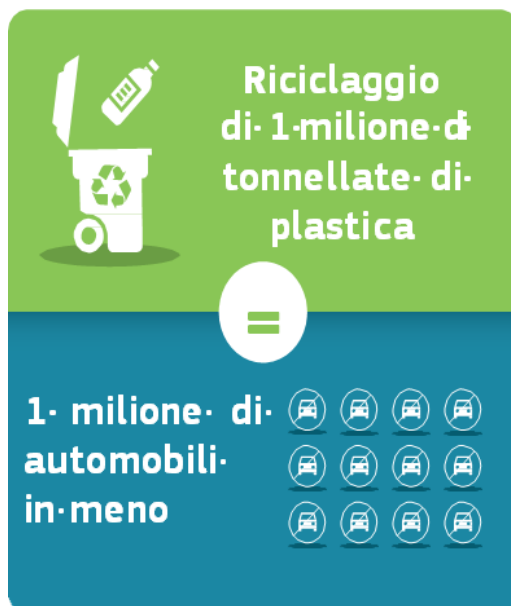 Riciclaggio
di· 1·milione·di
tonnellate· di·
plastica
=
1· milione· di·
automobili·
in·meno